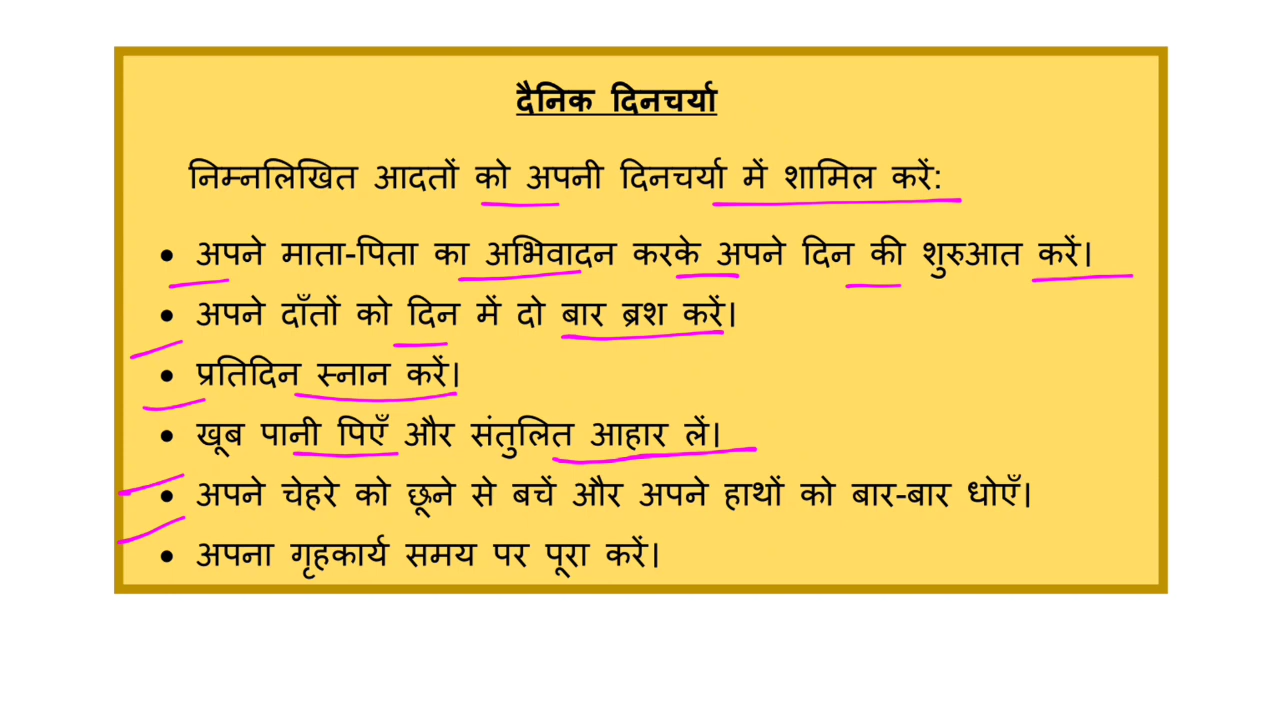 दैनिक दिनचर्या
निम्नलिखित आदतों को अपनी दिनचर्या में शामिल करें:
• अपने माता-पिता का अभिवादन करके अपने दिन की शुरुआत करें।
• अपने दाँतों को दिन में दो बार ब्रश करें।
• प्रतिदिन स्नान करें।
• खूब पानी पिएँ और संतुलित आहार लें।
• अपने चेहरे को छूने से बचें और अपने हाथों को बार-बार धोएँ।
• अपना गृहकार्य समय पर पूरा करें।